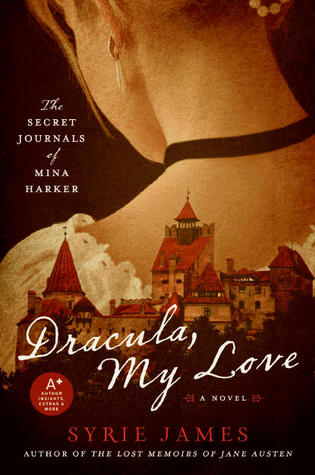 The
SECRET
JOURNALS
of
MINA
HARKER
Dracula,
My Love
A NOVEL
A+
AUTHOR
INSIGHTS,
EXTRAS &
MORE
SYRIE JAMES
AUTHOR OF THE LOST MEMOIRS OF JANE AUSTEN